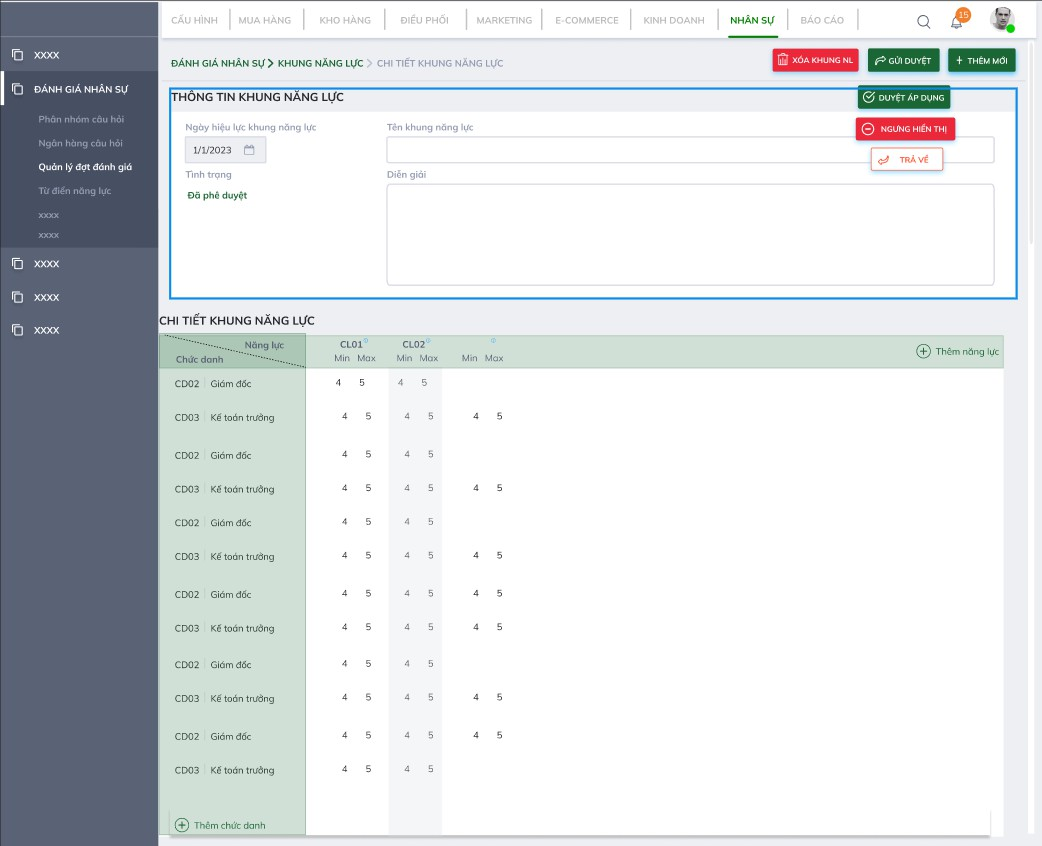 CẤU HÌNH MUA HÀNG KHO HÀNG ĐIỀU PHỐI MARKETING E-COMMERCE KINH DOANH NHÂN SỰ BÁO CÁO 15
XXXX
ĐÁNH GIÁ NHÂN SỰ
Phân nhóm câu hỏi
Ngân hàng câu hỏi
Quản lý đợt đánh giá
Từ điển năng lực
xxxx
xxxx
XXXX
XXXX
XXXX
ĐÁNH GIÁ NHÂN SỰ > KHUNG NĂNG LỰC > CHI TIẾT KHUNG NĂNG LỰC
XÓA KHUNG NL GỬI DUYỆT + THÊM MỚI
THÔNG TIN KHUNG NĂNG LỰC
DUYỆT ÁP DỤNG
NGƯNG HIỂN THỊ
TRẢ VỀ
Ngày hiệu lực khung năng lực Tên khung năng lực
1/1/2023
Tình trạng Diễn giải
Đã phê duyệt
CHI TIẾT KHUNG NĂNG LỰC
Năng lực CL01 CL02
Chức danh Min Max Min Max Min Max Thêm năng lực
CD02 Giám đốc 4 5 4 5
CD03 Kế toán trưởng 4 5 4 5 4 5
CD02 Giám đốc 4 5 4 5
CD03 Kế toán trưởng 4 5 4 5 4 5
CD02 Giám đốc 4 5 4 5
CD03 Kế toán trưởng 4 5 4 5 4 5
CD02 Giám đốc 4 5 4 5 4 5
CD03 Kế toán trưởng 4 5 4 5 4 5
CD02 Giám đốc 4 5 4 5
CD03 Kế toán trưởng 4 5 4 5 4 5
CD02 Giám đốc 4 5 4 5 4 5
CD03 Kế toán trưởng 4 5 4 5
Thêm chức danh